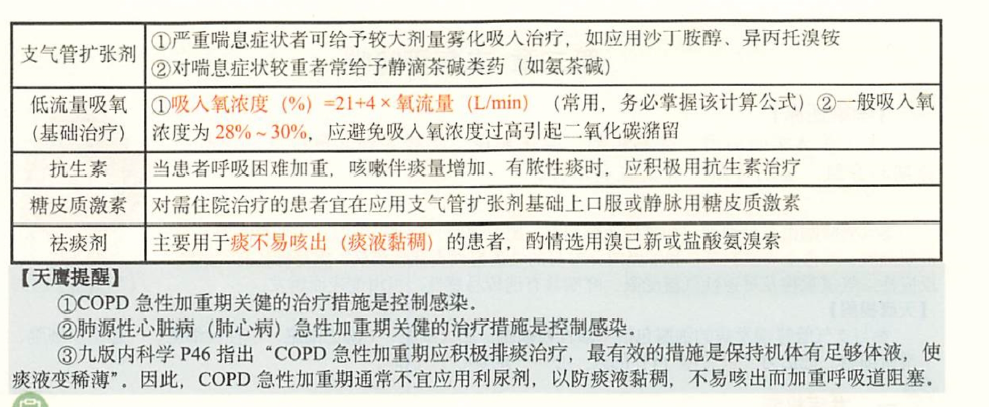 支气管扩张剂
①严重喘息症状者可给予较大剂量雾化吸入治疗，如应用沙丁胺醇、异丙托溴铵
②对喘息症状较重者常给予静滴茶碱类药（如氨茶碱）
低流量吸氧
（基础治疗）
①吸入氧浓度（%）=21+4×氧流量（L/min）（常用，务必掌握该计算公式）②一般吸入氧
浓度为 28%~30%，应避免吸入氧浓度过高引起二氧化碳潴留
抗生素
当患者呼吸困难加重，咳嗽伴痰量增加、有脓性痰时，应积极用抗生素治疗
糖皮质激素
对需住院治疗的患者宜在应用支气管扩张剂基础上口服或静脉用糖皮质激素
祛痰剂
主要用于痰不易咳出（痰液黏稠）的患者，酌情选用溴已新或盐酸氨溴索
【天鹰提醒】
①COPD 急性加重期关健的治疗措施是控制感染。
②肺源性心脏病（肺心病）急性加重期关健的治疗措施是控制感染。
③九版内科学 P46 指出“COPD 急性加重期应积极排痰治疗，最有效的措施是保持机体有足够体液，使
痰液变稀薄”。因此，COPD 急性加重期通常不宜应用利尿剂，以防痰液黏稠，不易咳出而加重呼吸道阻塞。